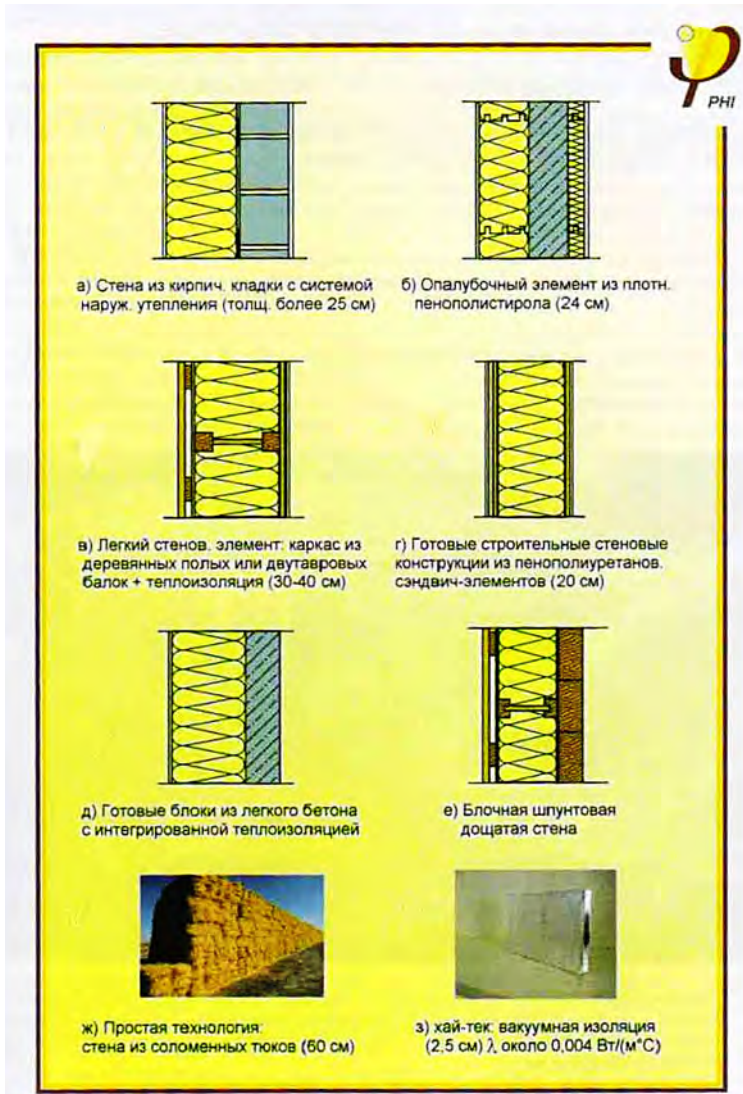 PHI
а) Стена из кирпич. кладки с системой
наруж. утепления (толщ. более 25 см)
б) Опалубочный элемент из плотн.
пенополистирола (24 см)
в) Легкий стенов. элемент: каркас из
деревянных полых или двутавровых
балок + теплоизоляция (30-40 см)
г) Готовые строительные стеновые
конструкции из пенополиуретанов.
сэндвич-элементов (20 см)
д) Готовые блоки из легкого бетона
с интегрированной теплоизоляцией
е) Блочная шпунтовая
дощатая стена
ж) Простая технология:
стена из соломенных тюков (60 см)
з) хай-тек: вакуумная изоляция
(2,5 см) λ около 0,004 Вт/(м°С)